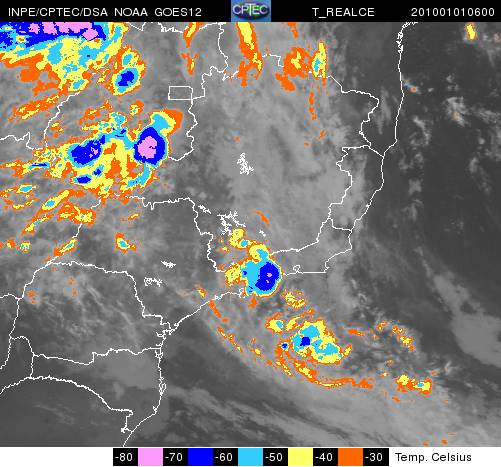 INPE/CPTEC/DSA NOAA GOES12 CPTEC T_REALCE 201001010600
-80 -70 -60 -50 -40 -30 Temp. Celsius